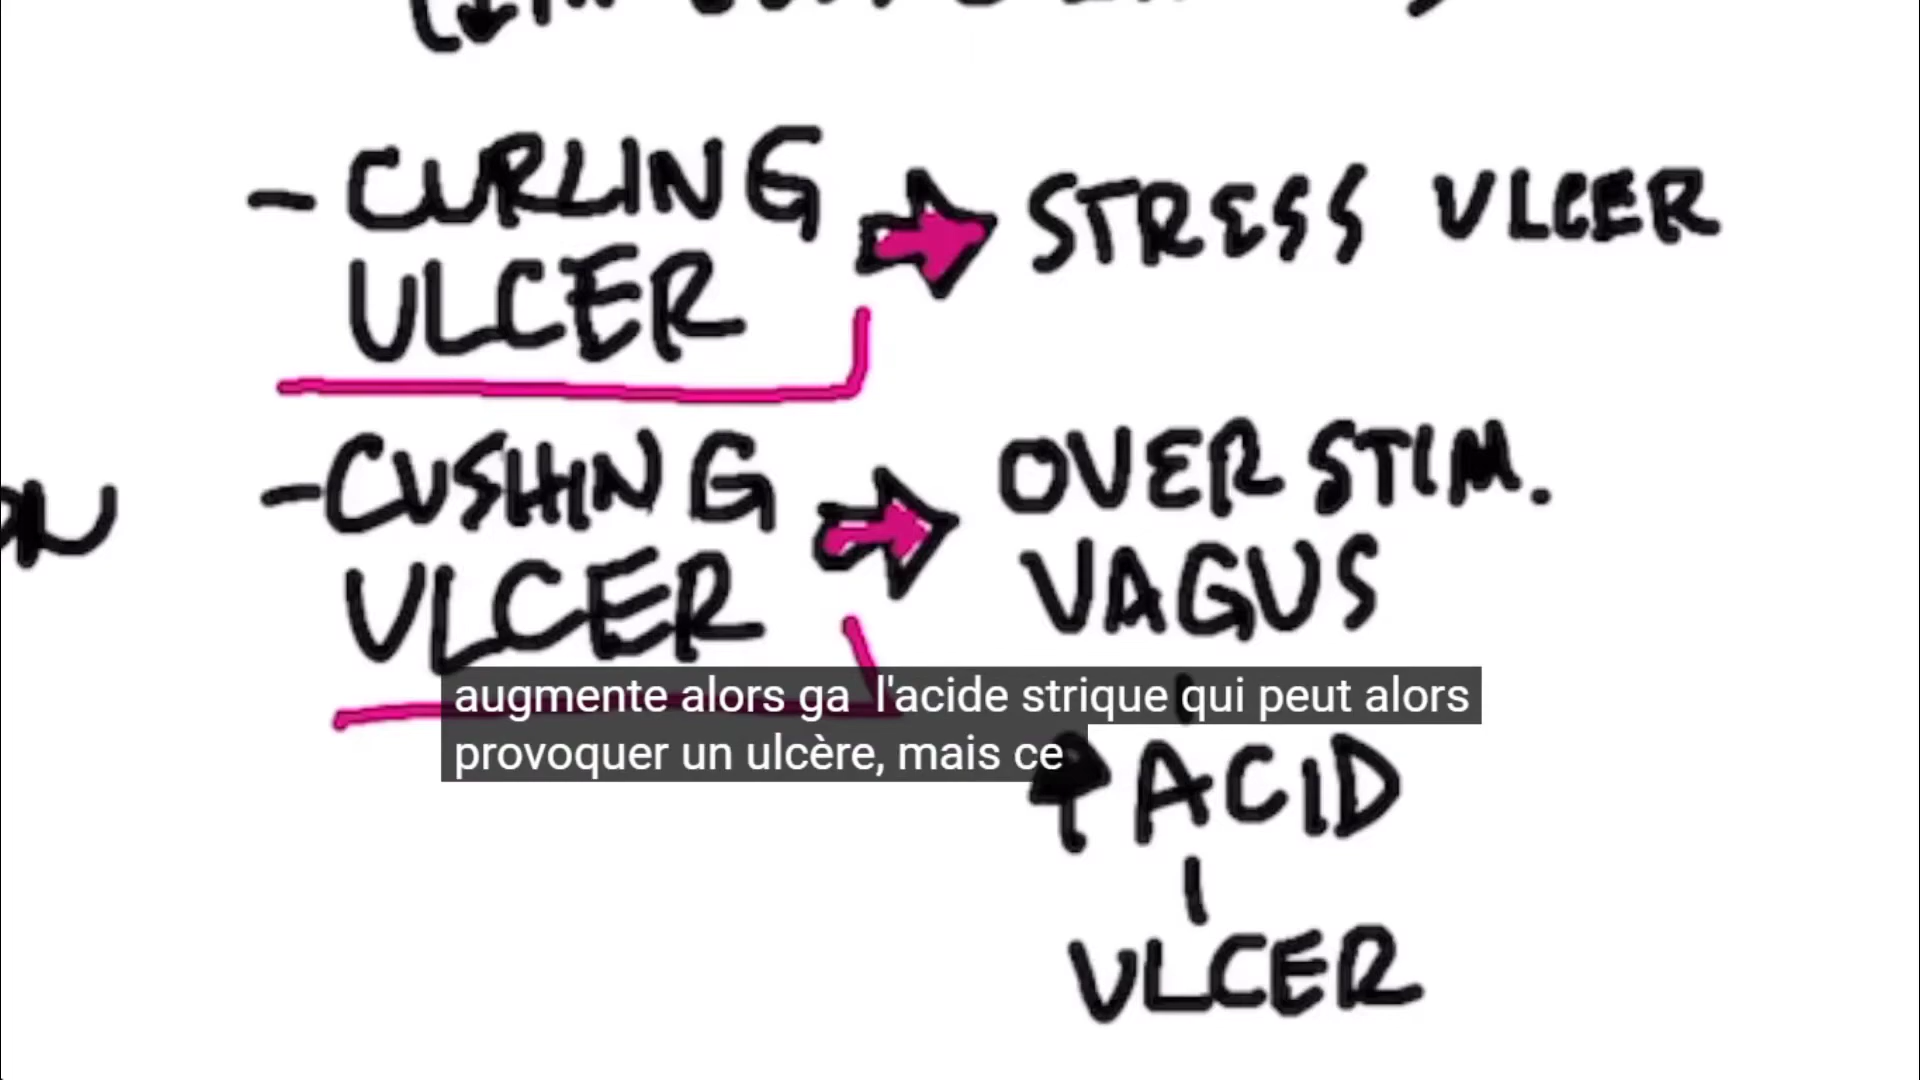 - CURLING
ULCER
STRESS ULCER
- CUSHING
ULCER
OVER STIM.
VAGUS
augmente alors ga l'acide strique qui peut alors
provoquer un ulcère, mais ce
ACID
ULCER